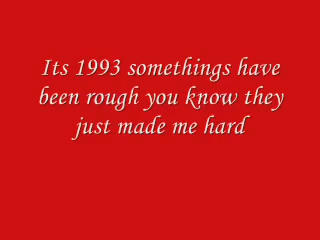 Its 1993 somethings have
been rough you know they
just made me hard